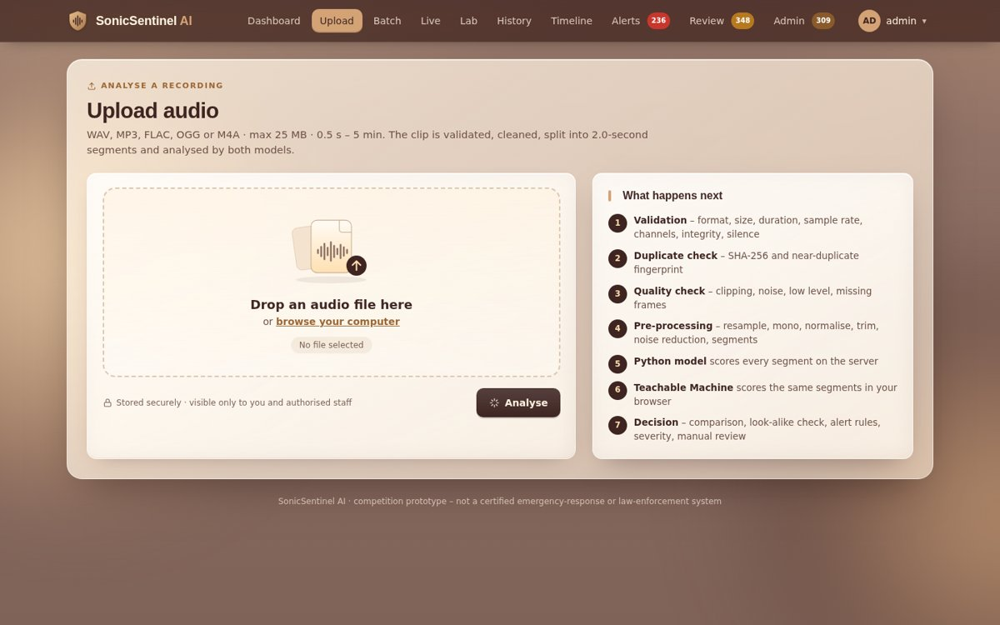 SonicSentinel AI
Dashboard
Upload
Batch
Live
Lab
History
Timeline
Alerts 236
Review 348
Admin 309
AD admin ▾
ANALYSE A RECORDING
Upload audio
WAV, MP3, FLAC, OGG or M4A · max 25 MB · 0.5 s – 5 min. The clip is validated, cleaned, split into 2.0-second
segments and analysed by both models.
Drop an audio file here
or browse your computer
No file selected
Stored securely · visible only to you and authorised staff
Analyse
What happens next
1 Validation – format, size, duration, sample rate,
channels, integrity, silence
2 Duplicate check – SHA-256 and near-duplicate
fingerprint
3 Quality check – clipping, noise, low level, missing
frames
4 Pre-processing – resample, mono, normalise, trim,
noise reduction, segments
5 Python model scores every segment on the server
6 Teachable Machine scores the same segments in your
browser
7 Decision – comparison, look-alike check, alert rules,
severity, manual review
SonicSentinel AI · competition prototype – not a certified emergency-response or law-enforcement system